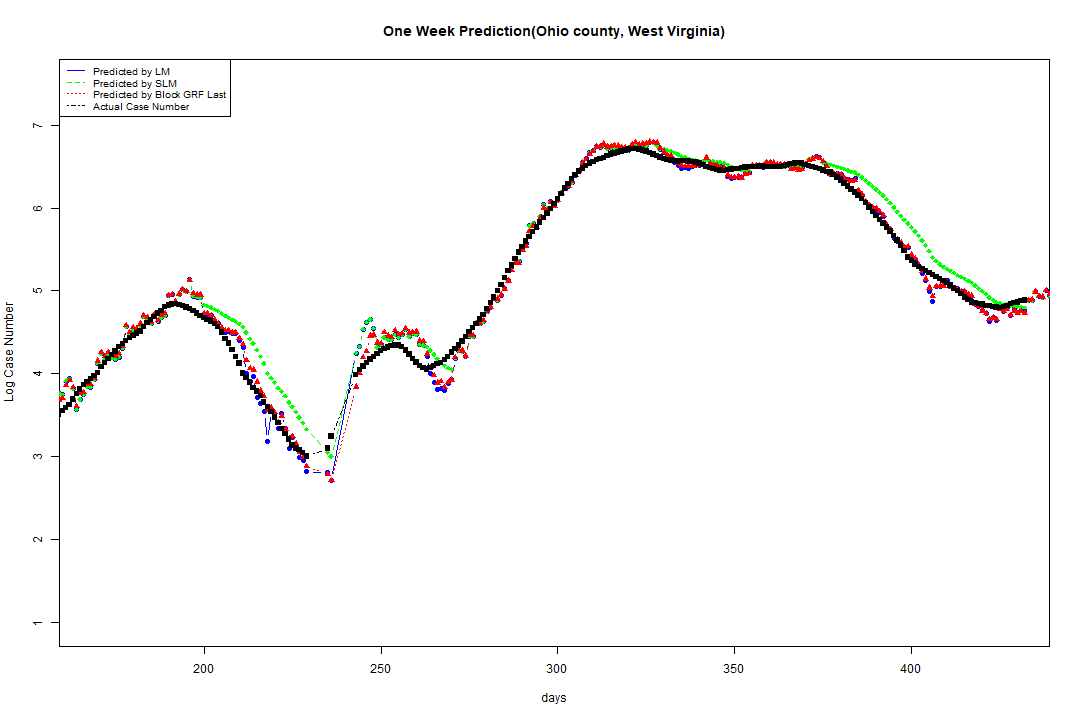 One Week Prediction(Ohio county, West Virginia)
Predicted by LM
Predicted by SLM
Predicted by Block GRF Last
Actual Case Number
Log Case Number
7
6
5
4
3
2
1
200
250
300
350
400
days